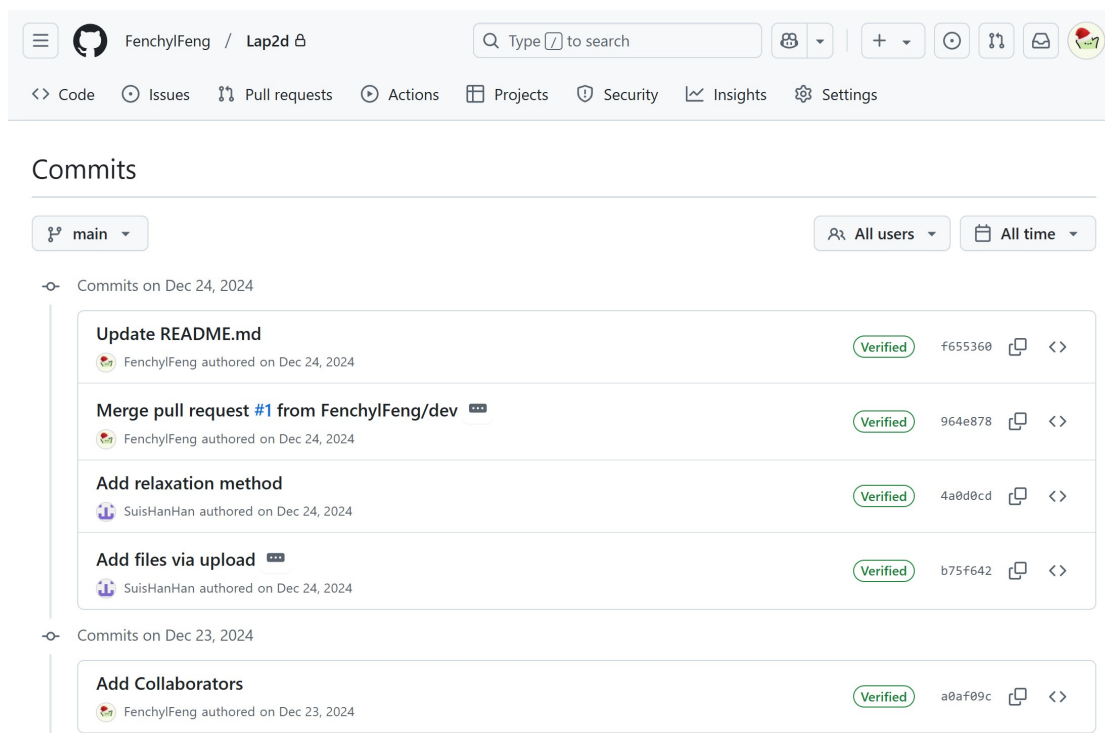 FenchylFeng / Lap2d Type / to search
Code Issues Pull requests Actions Projects Security Insights Settings
Commits
main All users All time
Commits on Dec 24, 2024
Update README.md
FenchylFeng authored on Dec 24, 2024
Verified f655360
Merge pull request #1 from FenchylFeng/dev
FenchylFeng authored on Dec 24, 2024
Verified 964e878
Add relaxation method
SuisHanHan authored on Dec 24, 2024
Verified 4a0d0cd
Add files via upload
SuisHanHan authored on Dec 24, 2024
Verified b75f642
Commits on Dec 23, 2024
Add Collaborators
FenchylFeng authored on Dec 23, 2024
Verified a0af09c